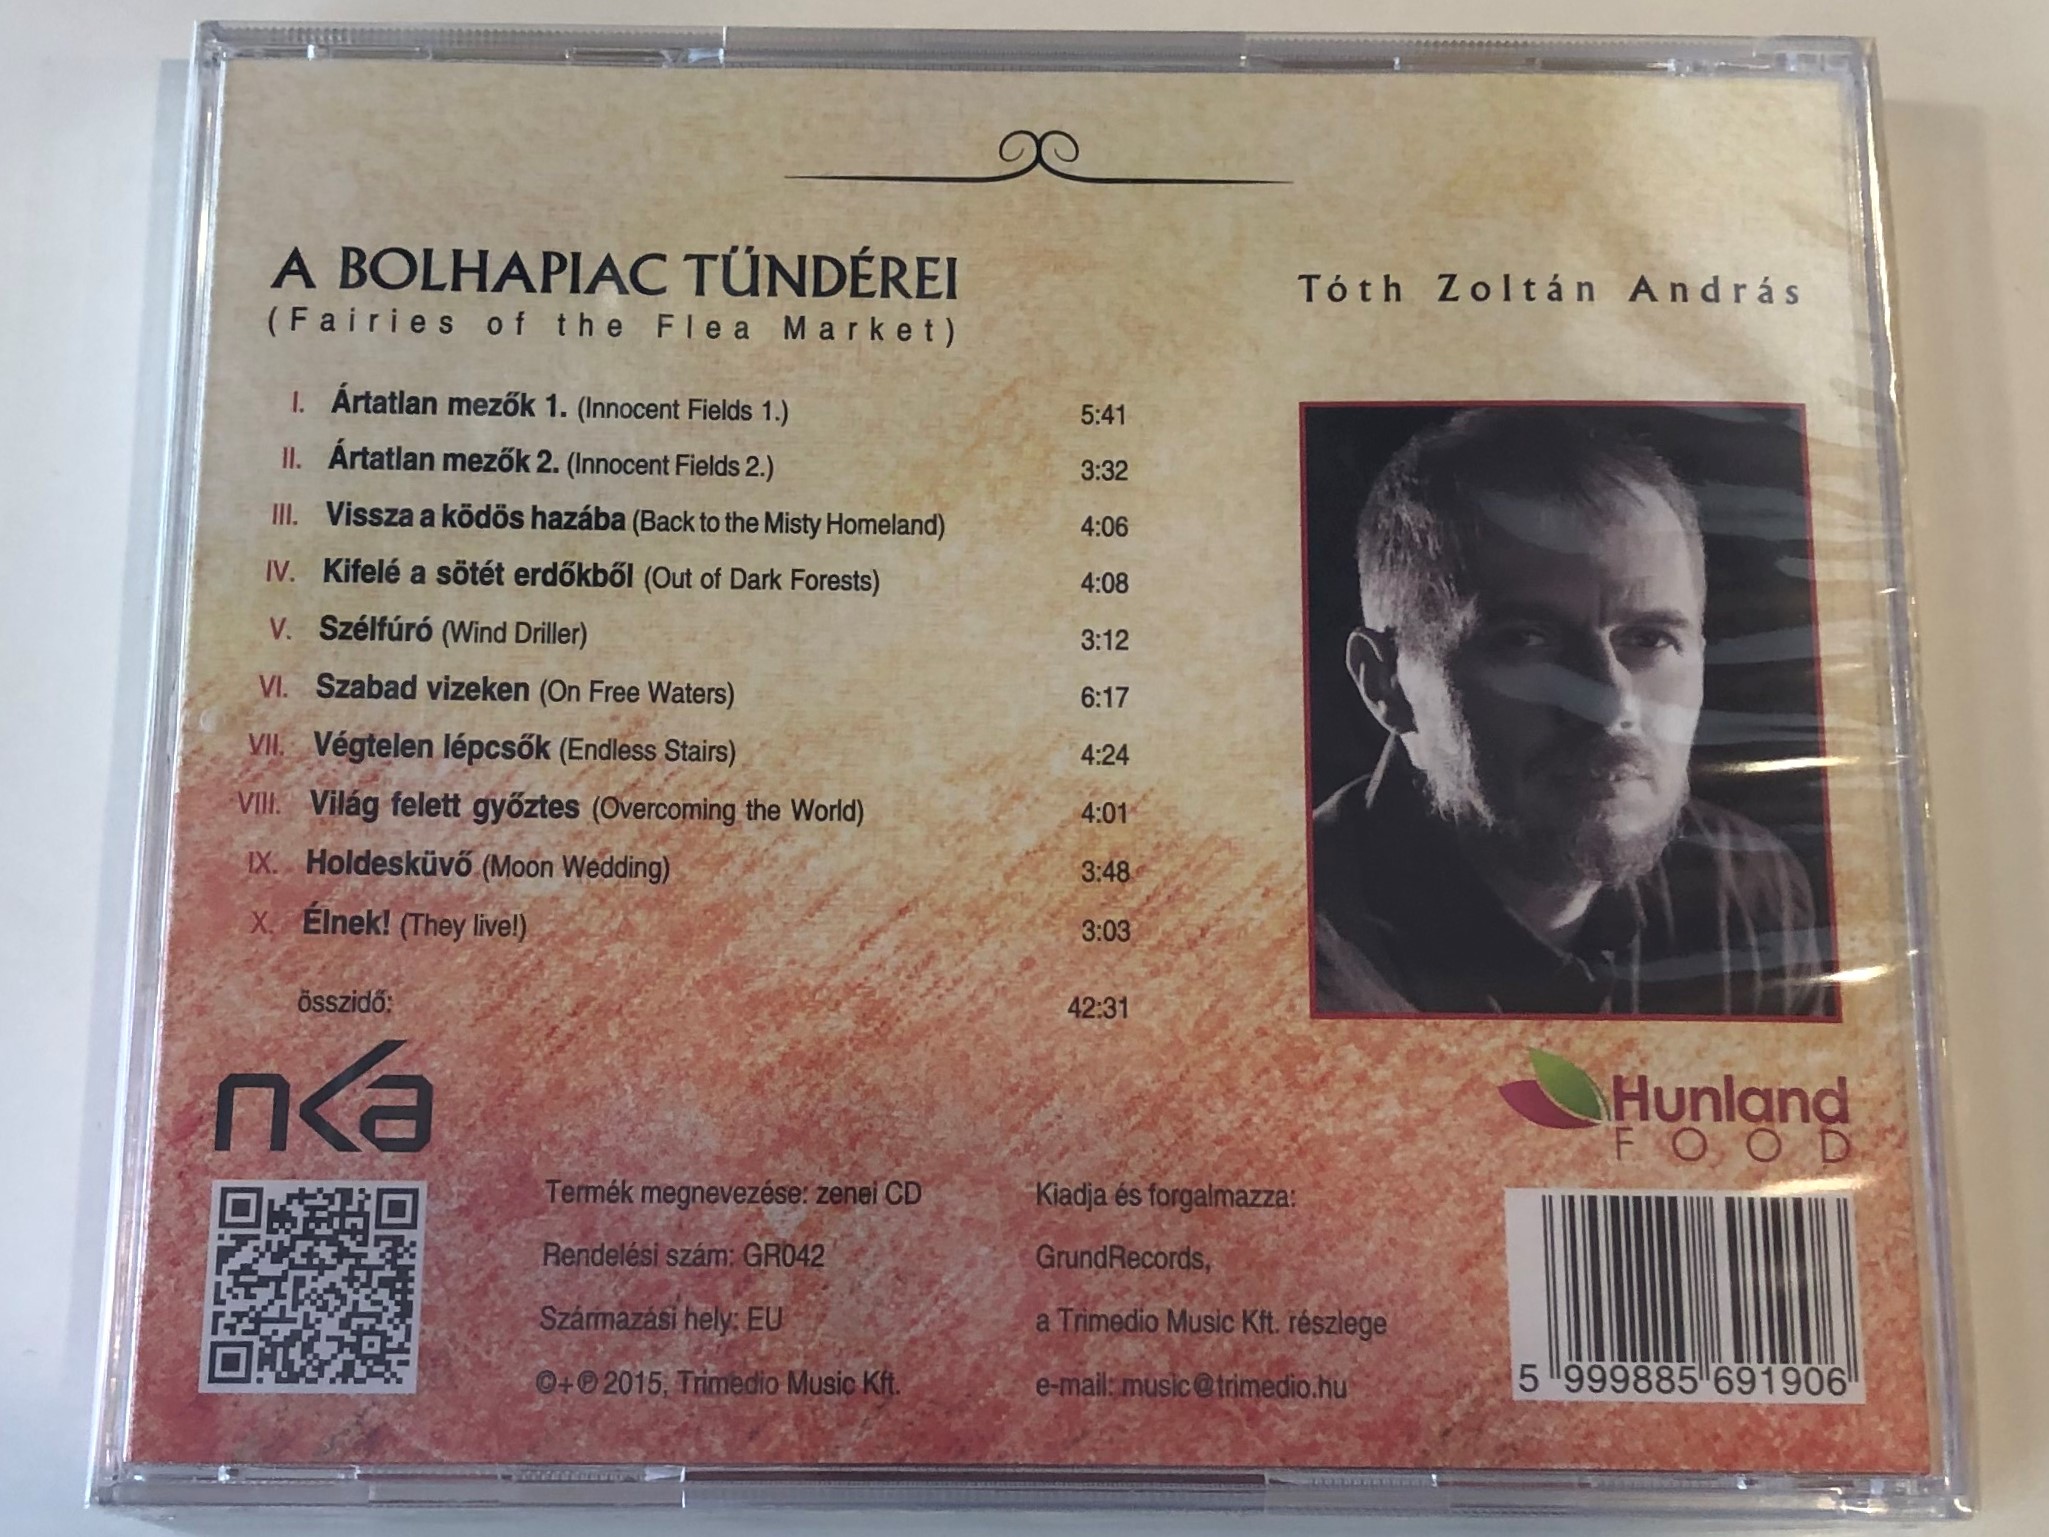 A BOLHAPIAC TÜNDÉREI
(Fairies of the Flea Market)
Tóth Zoltán András
I. Ártatlan mezők 1. (Innocent Fields 1.) 5:41
II. Ártatlan mezők 2. (Innocent Fields 2.) 3:32
III. Vissza a ködös hazába (Back to the Misty Homeland) 4:06
IV. Kifelé a sötét erdőkből (Out of Dark Forests) 4:08
V. Szélfúró (Wind Driller) 3:12
VI. Szabad vizeken (On Free Waters) 6:17
VII. Végtelen lépcsők (Endless Stairs) 4:24
VIII. Világ felett győztes (Overcoming the World) 4:01
IX. Holdesküvő (Moon Wedding) 3:48
X. Élnek! (They live!) 3:03
összidő: 42:31
nka
Hunland
FOOD
Termék megnevezése: zenei CD
Rendelési szám: GR042
Származási hely: EU
©+℗ 2015, Trimedio Music Kft.
Kiadja és forgalmazza:
GrundRecords,
a Trimedio Music Kft. részlege
e-mail: music@trimedio.hu
5 999885 691906